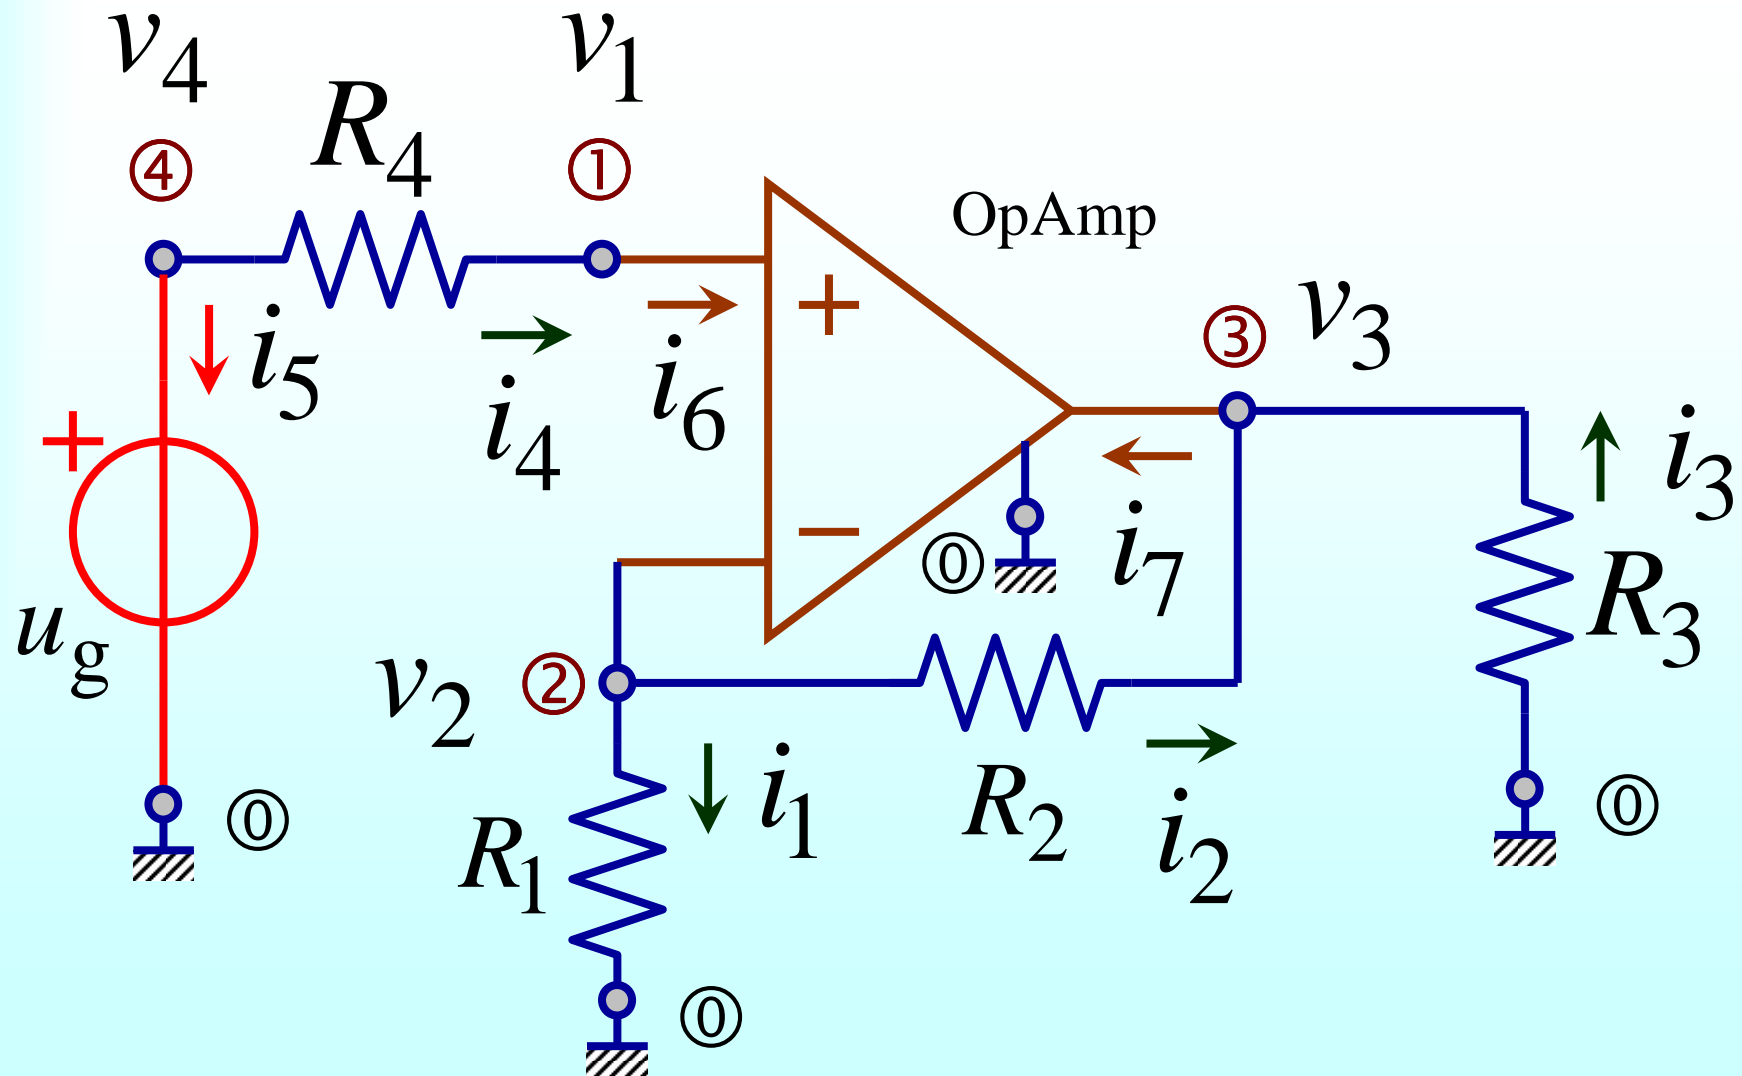 v4
v1
R4
④
①
OpAmp
+
③
v3
i5
i4
i6
i3
+
−
⓪
i7
R3
ug
v2
②
⓪
R1
i1
R2
i2
⓪
⓪